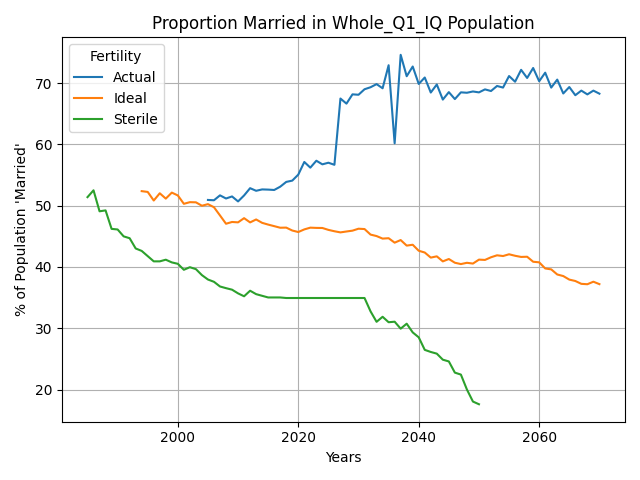 Proportion Married in Whole_Q1_IQ Population
Fertility
Actual
Ideal
Sterile
% of Population 'Married'
70
60
50
40
30
20
2000
2020
2040
2060
Years